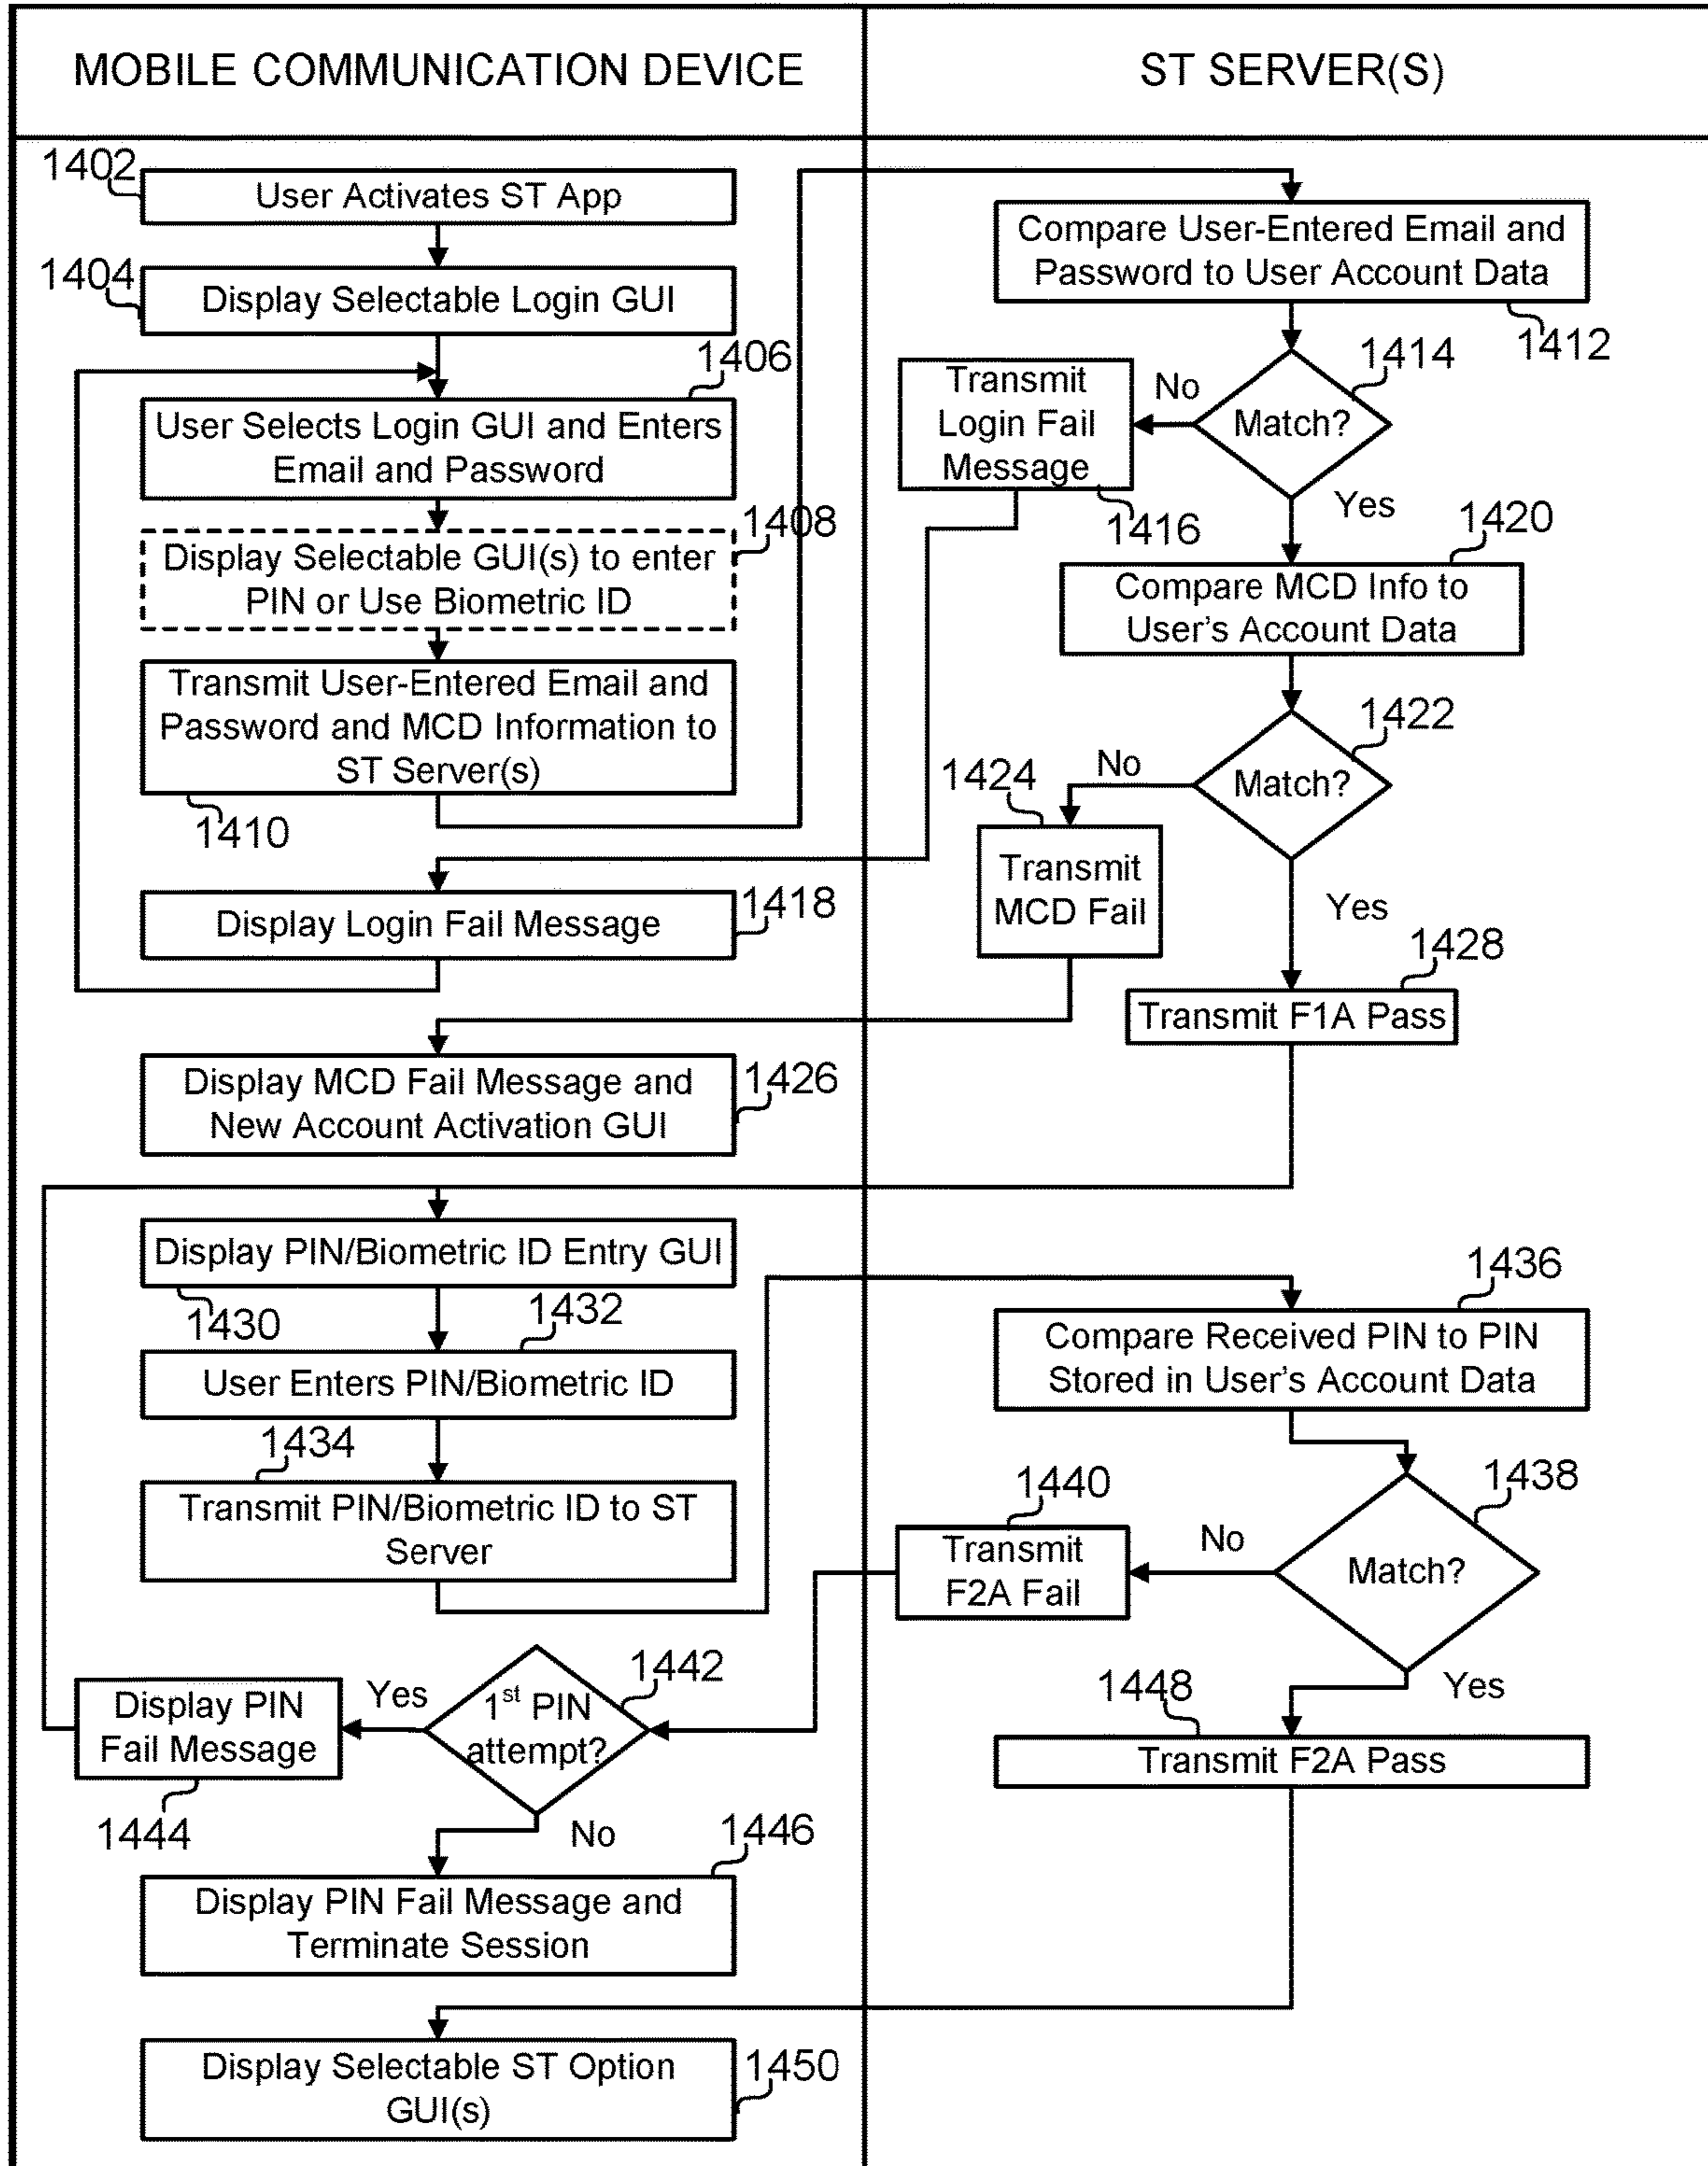 MOBILE COMMUNICATION DEVICE
ST SERVER(S)
1402
User Activates ST App
1404
Display Selectable Login GUI
1406
User Selects Login GUI and Enters
Email and Password
1408
Display Selectable GUI(s) to enter
PIN or Use Biometric ID
Transmit User-Entered Email and
Password and MCD Information to
ST Server(s)
1410
Compare User-Entered Email and
Password to User Account Data
1412
1414
Match?
No
Yes
Transmit
Login Fail
Message
1416
Display Login Fail Message
1418
1420
Compare MCD Info to
User's Account Data
1422
Match?
No
Yes
1424
Transmit
MCD Fail
Display MCD Fail Message and
New Account Activation GUI
1426
1428
Transmit F1A Pass
Display PIN/Biometric ID Entry GUI
1430
1432
User Enters PIN/Biometric ID
1434
Transmit PIN/Biometric ID to ST
Server
1436
Compare Received PIN to PIN
Stored in User's Account Data
1438
Match?
No
Yes
1440
Transmit
F2A Fail
1442
1st PIN
attempt?
Yes
No
Display PIN
Fail Message
1444
1446
Display PIN Fail Message and
Terminate Session
1448
Transmit F2A Pass
Display Selectable ST Option
GUI(s)
1450